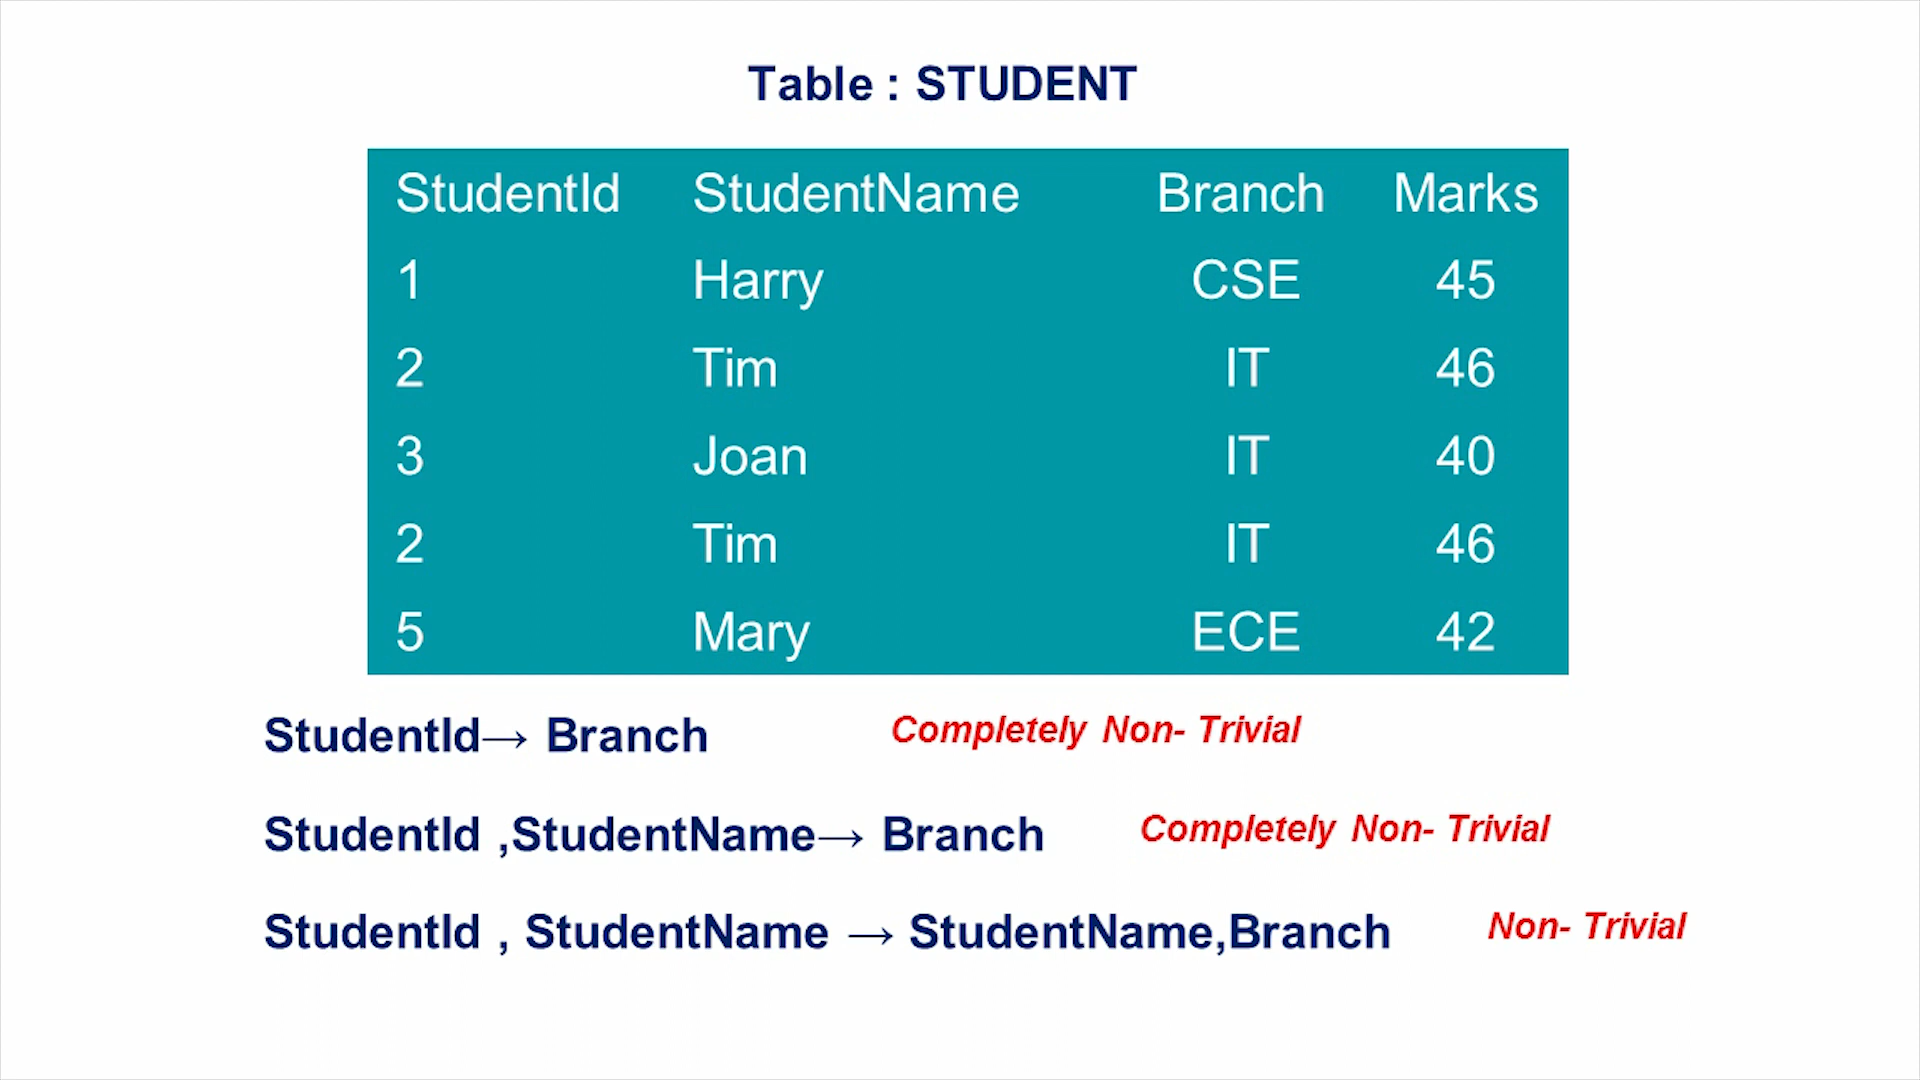 Table : STUDENT
StudentId StudentName Branch Marks
1 Harry CSE 45
2 Tim IT 46
3 Joan IT 40
2 Tim IT 46
5 Mary ECE 42
StudentId→ Branch Completely Non- Trivial
StudentId ,StudentName→ Branch Completely Non- Trivial
StudentId , StudentName → StudentName,Branch Non- Trivial